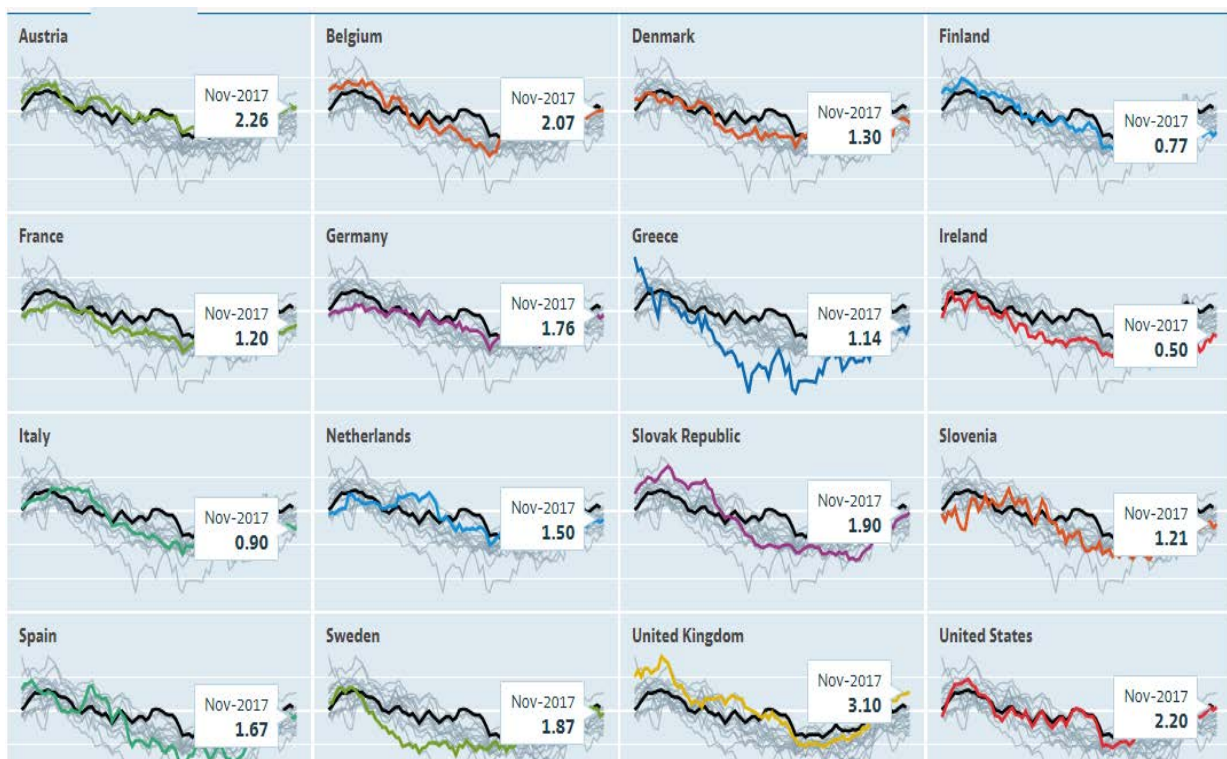 Austria
Belgium
Denmark
Finland
Nov-2017
2.26
Nov-2017
2.07
Nov-2017
1.30
Nov-2017
0.77
France
Germany
Greece
Ireland
Nov-2017
1.20
Nov-2017
1.76
Nov-2017
1.14
Nov-2017
0.50
Italy
Netherlands
Slovak Republic
Slovenia
Nov-2017
0.90
Nov-2017
1.50
Nov-2017
1.90
Nov-2017
1.21
Spain
Sweden
United Kingdom
United States
Nov-2017
1.67
Nov-2017
1.87
Nov-2017
3.10
Nov-2017
2.20